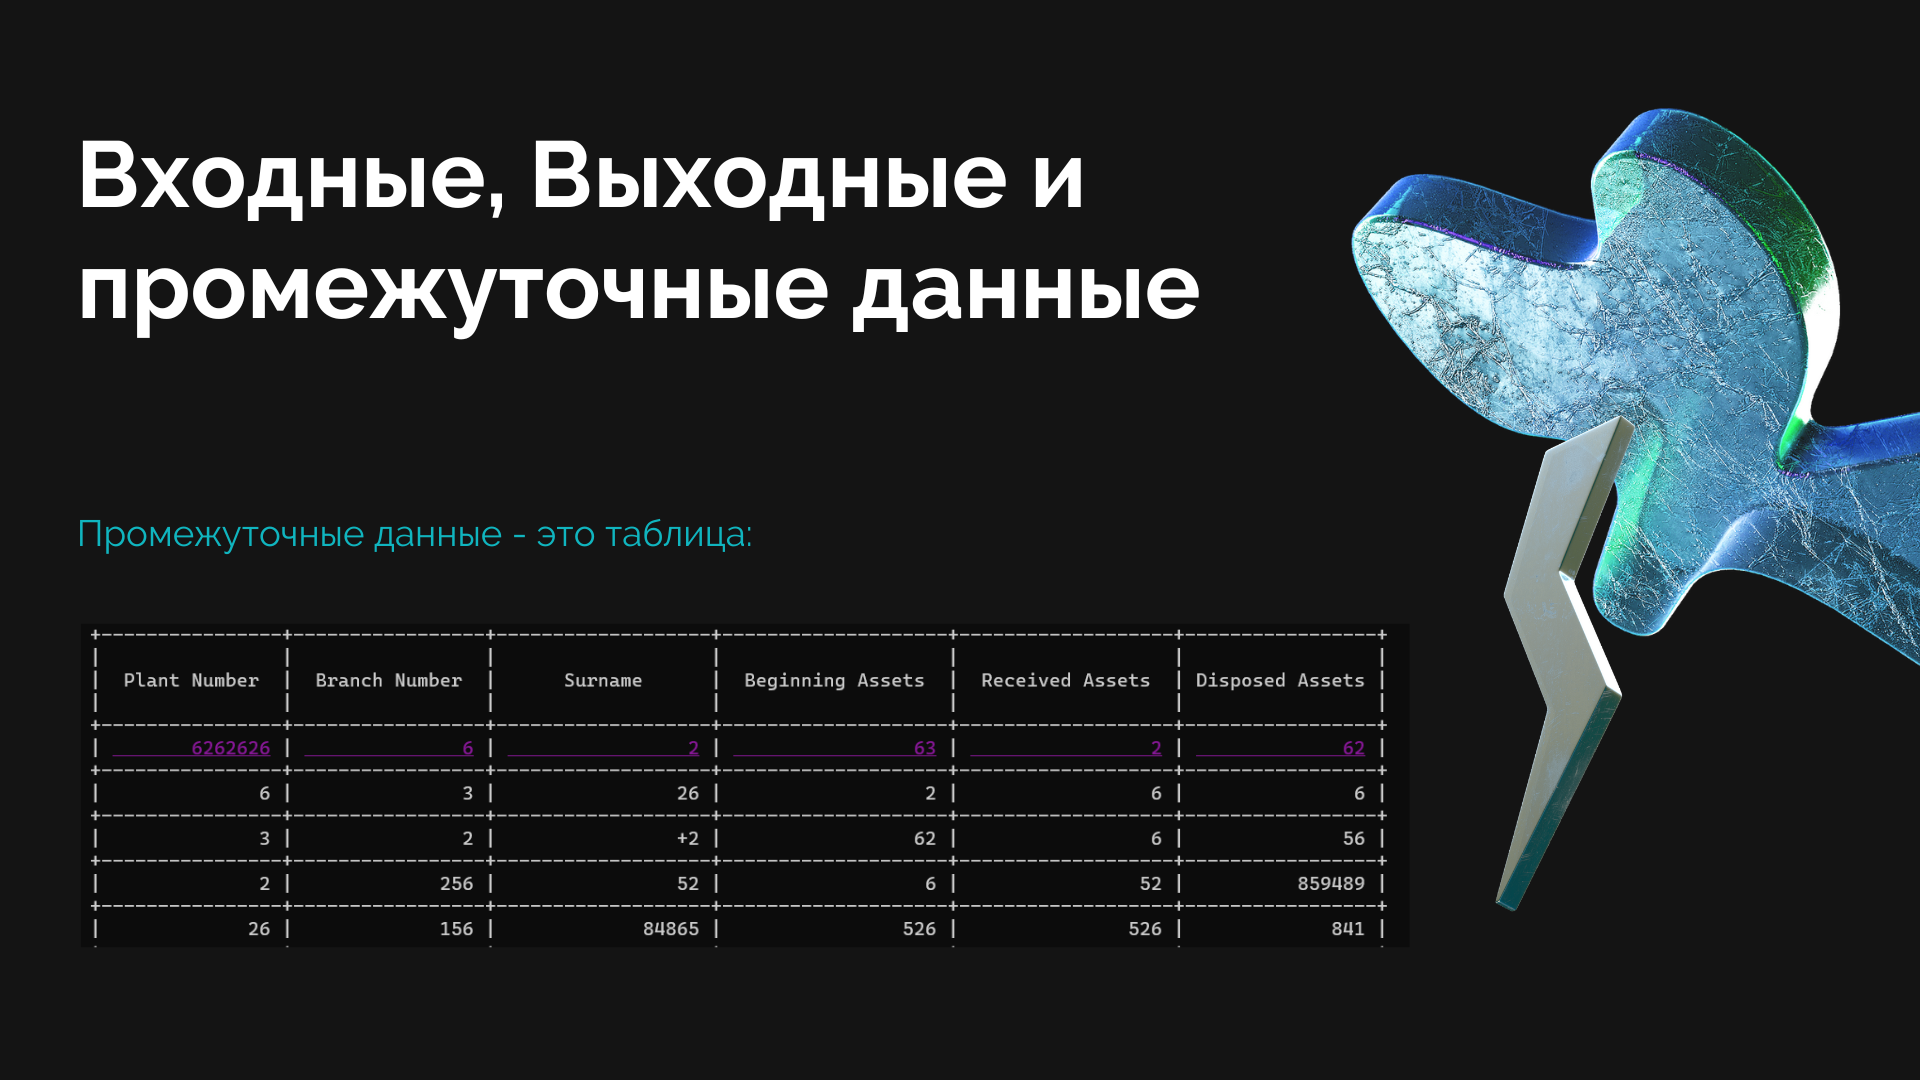 Входные, Выходные и
промежуточные данные
Промежуточные данные - это таблица:
Plant Number | Branch Number | Surname | Beginning Assets | Received Assets | Disposed Assets
6262626 | 6 | 2 | 63 | 2 | 62
6 | 3 | 26 | 2 | 6 | 6
3 | 2 | +2 | 62 | 6 | 56
2 | 256 | 52 | 6 | 52 | 859489
26 | 156 | 84865 | 526 | 526 | 841